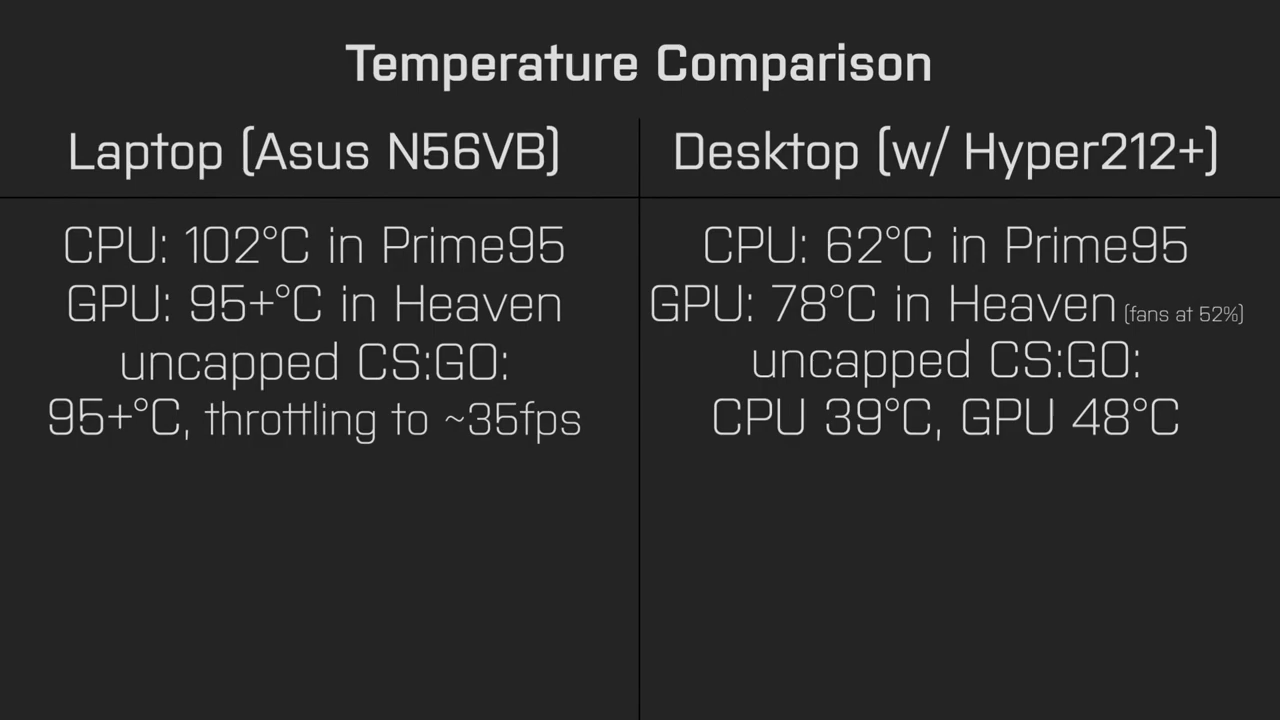 Temperature Comparison
Laptop (Asus N56VB)
CPU: 102°C in Prime95
GPU: 95+°C in Heaven
uncapped CS:GO:
95+°C, throttling to ~35fps
Desktop (w/ Hyper212+)
CPU: 62°C in Prime95
GPU: 78°C in Heaven (fans at 52%)
uncapped CS:GO:
CPU 39°C, GPU 48°C